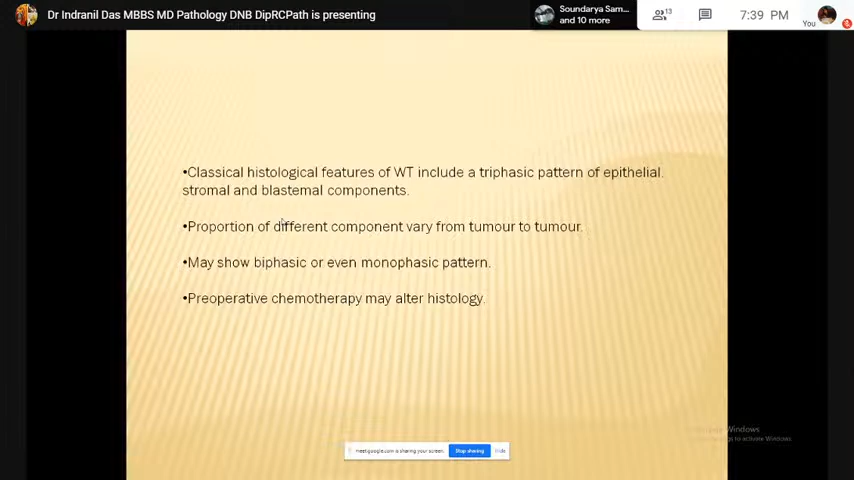 Dr Indranil Das MBBS MD Pathology DNB DipRCPath is presenting
Soundarya Sam...
and 10 more
13
7:39 PM
You
•Classical histological features of WT include a triphasic pattern of epithelial.
stromal and blastemal components.
•Proportion of different component vary from tumour to tumour.
•May show biphasic or even monophasic pattern.
•Preoperative chemotherapy may alter histology.
Windows
to activate Windows.
meet.google.com is sharing your screen.
Stop sharing
Hide